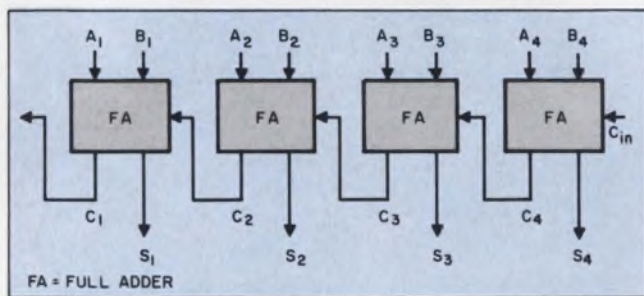 A1 B1 A2 B2 A3 B3 A4 B4
FA FA FA FA
Cin
C1 C2 C3 C4
S1 S2 S3 S4
FA = FULL ADDER